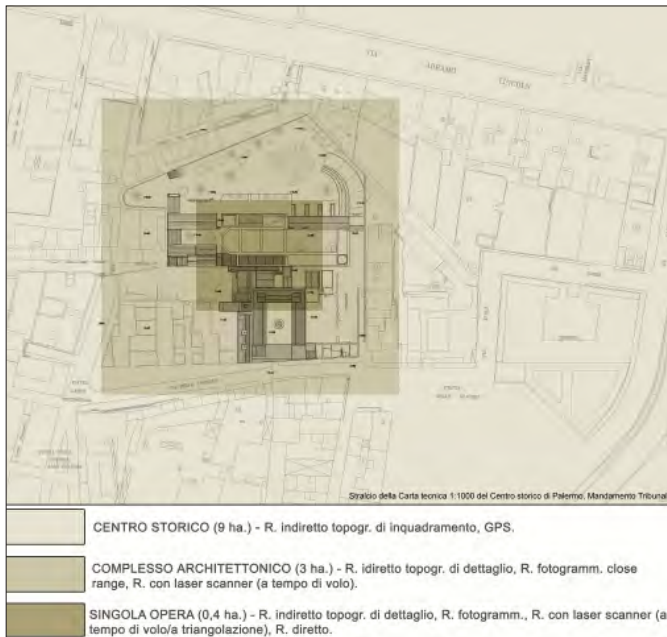 VIA
ABRAMO
LINCOLN
Stralcio della Carta tecnica 1:1000 del Centro storico di Palermo, Mandamento Tribunali
CENTRO STORICO (9 ha.) - R. indiretto topogr. di inquadramento, GPS.
COMPLESSO ARCHITETTONICO (3 ha.) - R. idiretto topogr. di dettaglio, R. fotogramm. close
range, R. con laser scanner (a tempo di volo).
SINGOLA OPERA (0,4 ha.) - R. indiretto topogr. di dettaglio, R. fotogramm., R. con laser scanner (a
tempo di volo/a triangolazione), R. diretto.